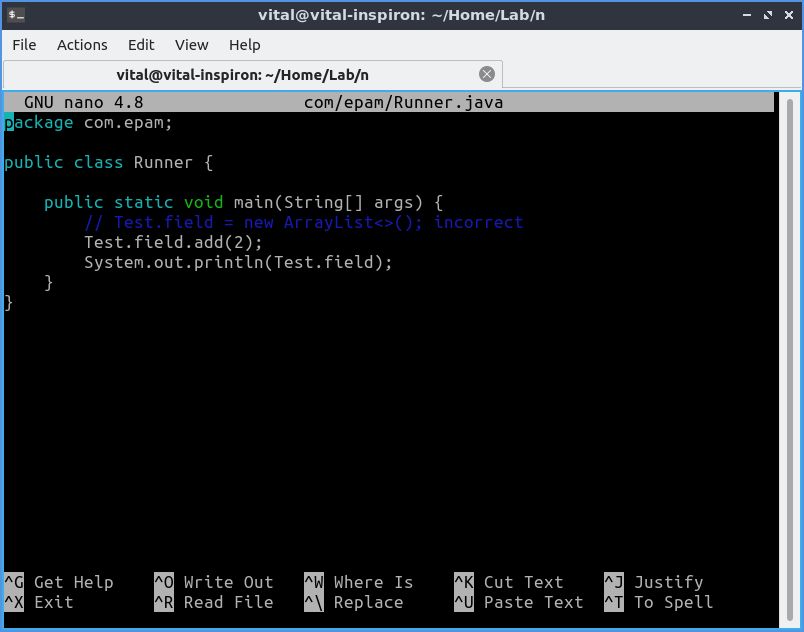 vital@vital-inspiron: ~/Home/Lab/n
File Actions Edit View Help
vital@vital-inspiron: ~/Home/Lab/n
GNU nano 4.8 com/epam/Runner.java
package com.epam;
public class Runner {
    public static void main(String[] args) {
        // Test.field = new ArrayList<>(); incorrect
        Test.field.add(2);
        System.out.println(Test.field);
    }
}
^G Get Help ^O Write Out ^W Where Is ^K Cut Text ^J Justify
^X Exit ^R Read File ^\ Replace ^U Paste Text ^T To Spell